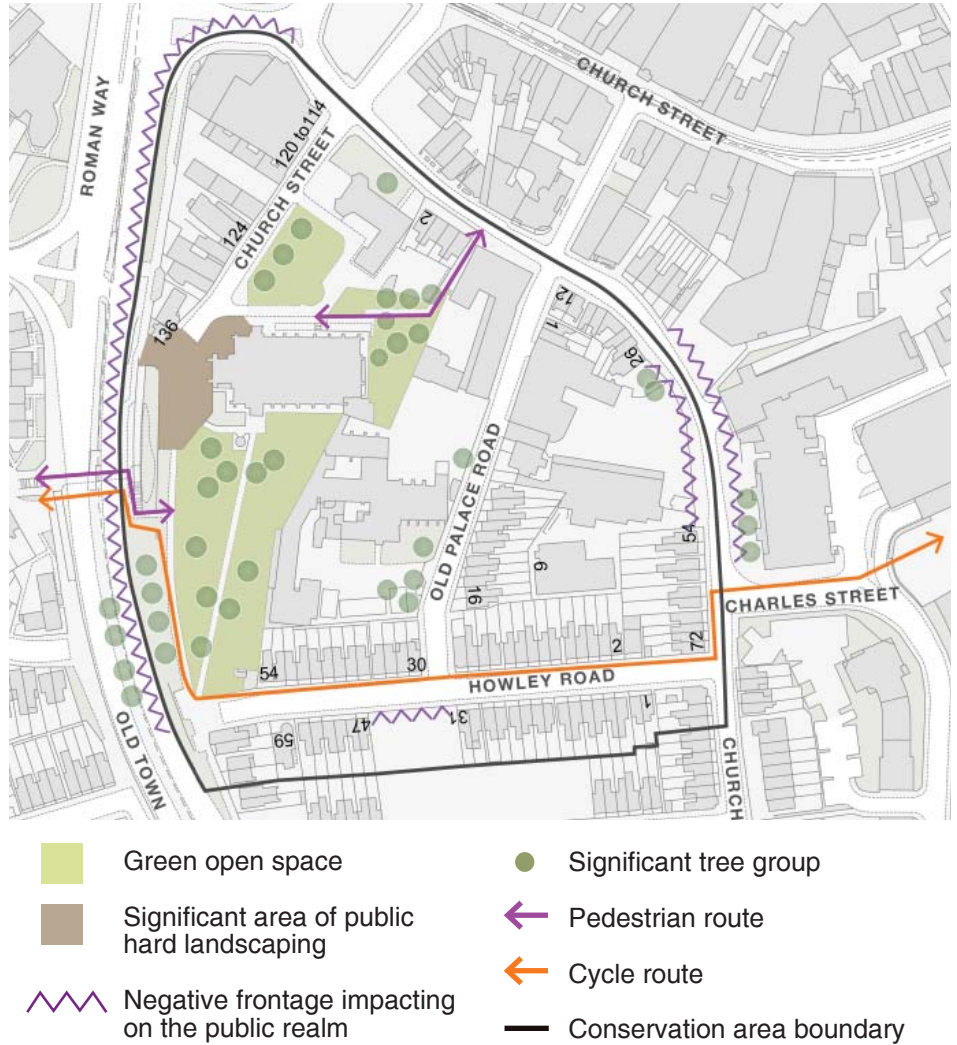 ROMAN WAY
CHURCH STREET
120 to114
CHURCH STREET
124
2
136
12
1
26
OLD PALACE ROAD
54
16
9
CHARLES STREET
54
30
2
72
HOWLEY ROAD
59
47
31
1
OLD TOWN
CHURCH
Green open space
Significant area of public
hard landscaping
Negative frontage impacting
on the public realm
Significant tree group
Pedestrian route
Cycle route
Conservation area boundary